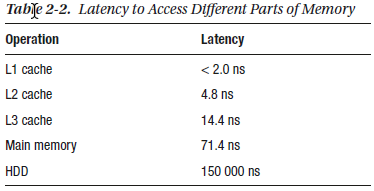 Table 2-2. Latency to Access Different Parts of Memory
Operation Latency
L1 cache < 2.0 ns
L2 cache 4.8 ns
L3 cache 14.4 ns
Main memory 71.4 ns
HDD 150 000 ns